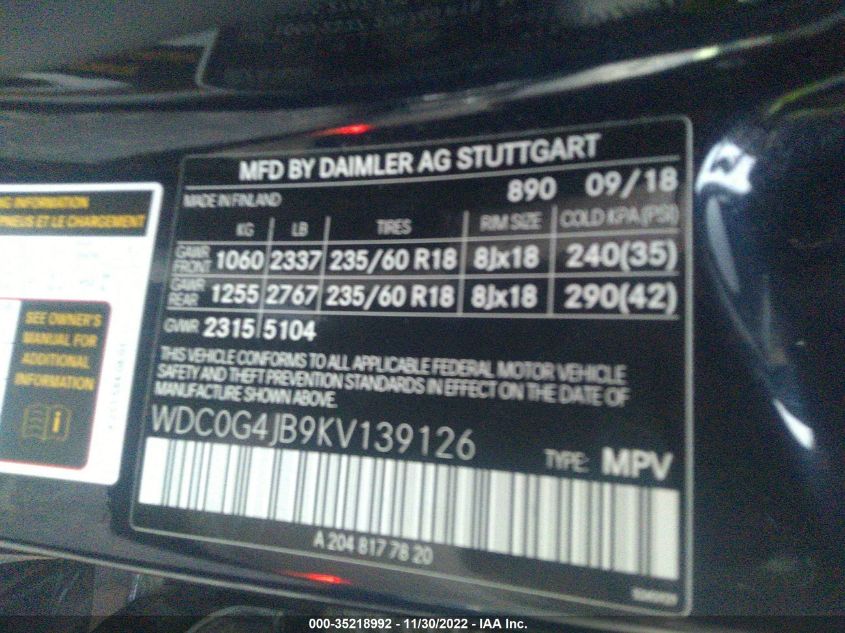 MFD BY DAIMLER AG STUTTGART
MADE IN FINLAND 890 09/18
KG LB TIRES RIM SIZE COLD KPA (PSI)
GAWR FRONT 1060 2337 235/60 R18 8Jx18 240(35)
GAWR REAR 1255 2767 235/60 R18 8Jx18 290(42)
GVWR 2315 5104
THIS VEHICLE CONFORMS TO ALL APPLICABLE FEDERAL MOTOR VEHICLE
SAFETY AND THEFT PREVENTION STANDARDS IN EFFECT ON THE DATE OF
MANUFACTURE SHOWN ABOVE.
WDC0G4JB9KV139126
TYPE: MPV
A 204 817 78 20
INFORMATION
PNEUS ET LE CHARGEMENT
SEE OWNER'S
MANUAL FOR
ADDITIONAL
INFORMATION
000-35218992 - 11/30/2022 - IAA Inc.